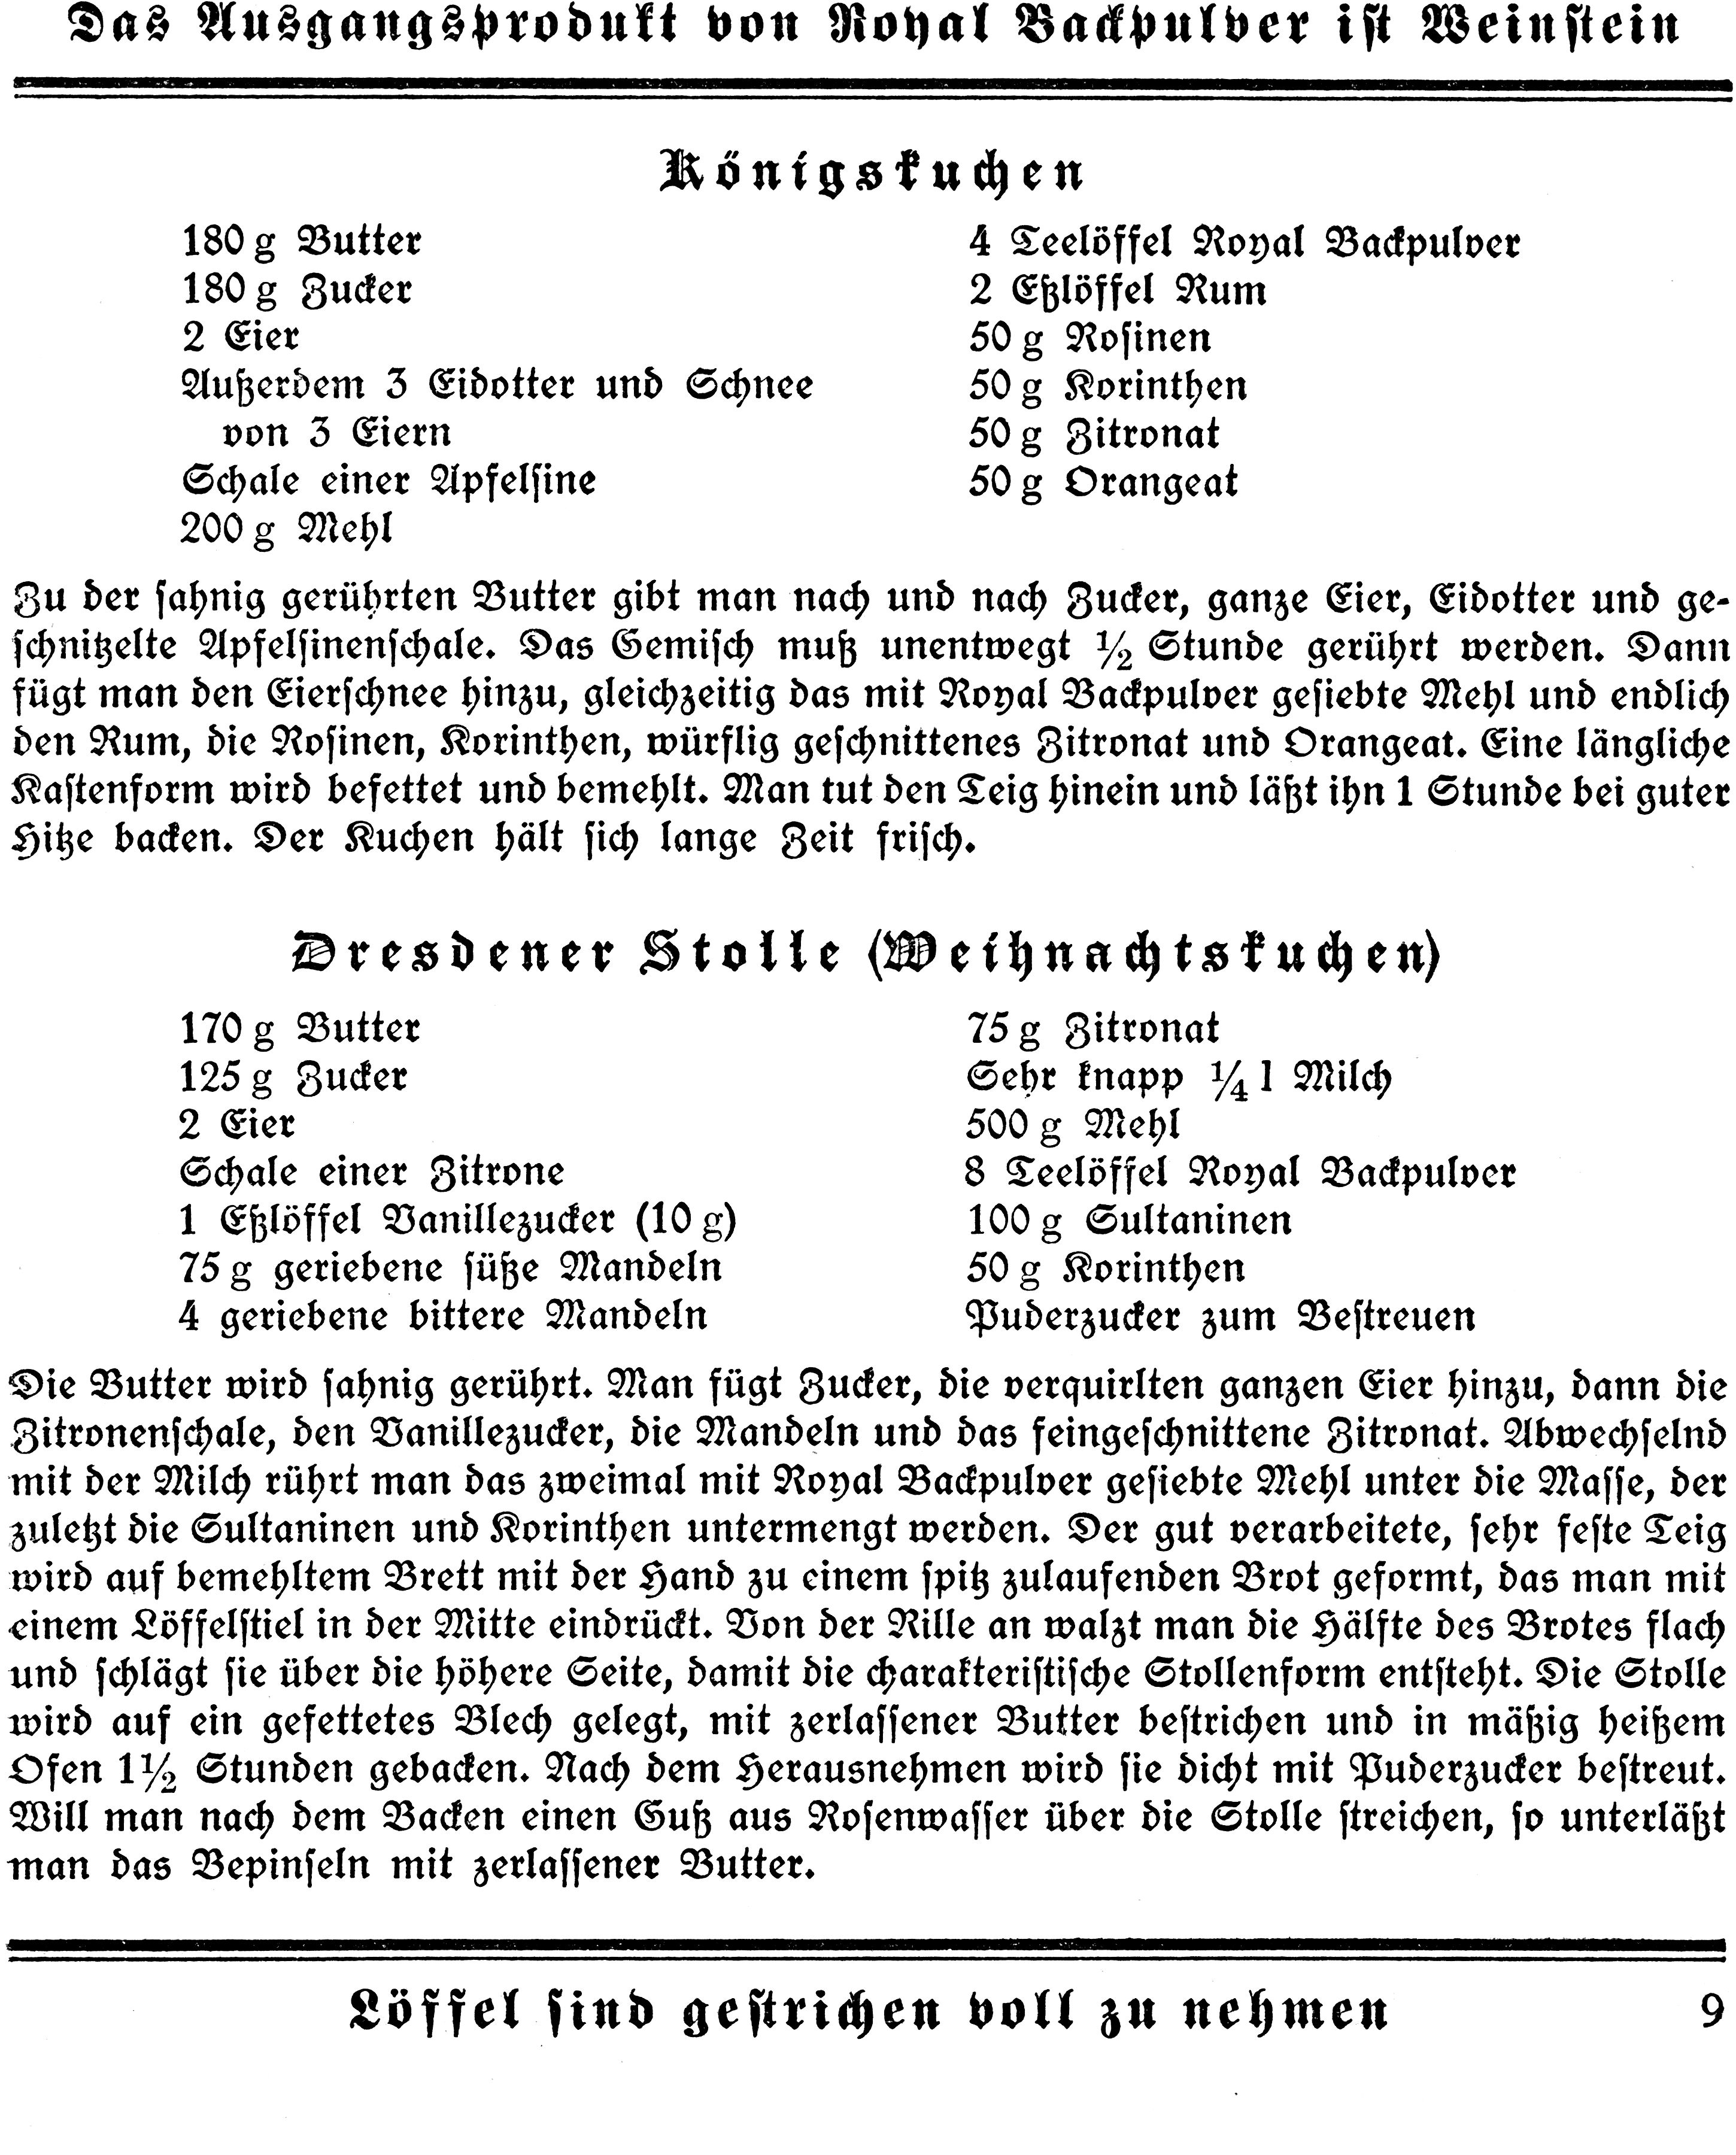 Das Ausgangsprodukt von Royal Backpulver ist Weinstein
Königskuchen
180 g Butter
180 g Zucker
2 Eier
Außerdem 3 Eidotter und Schnee
von 3 Eiern
Schale einer Apfelsine
200 g Mehl
4 Teelöffel Royal Backpulver
2 Eßlöffel Rum
50 g Rosinen
50 g Korinthen
50 g Zitronat
50 g Orangeat
Zu der sahnig gerührten Butter gibt man nach und nach Zucker, ganze Eier, Eidotter und ge-
schnitzelte Apfelsinenschale. Das Gemisch muß unentwegt ½ Stunde gerührt werden. Dann
fügt man den Eierschnee hinzu, gleichzeitig das mit Royal Backpulver gesiebte Mehl und endlich
den Rum, die Rosinen, Korinthen, würflig geschnittenes Zitronat und Orangeat. Eine längliche
Kastenform wird befettet und bemehlt. Man tut den Teig hinein und läßt ihn 1 Stunde bei guter
Hitze backen. Der Kuchen hält sich lange Zeit frisch.
Dresdener Stolle (Weihnachtskuchen)
170 g Butter
125 g Zucker
2 Eier
Schale einer Zitrone
1 Eßlöffel Vanillezucker (10 g)
75 g geriebene süße Mandeln
4 geriebene bittere Mandeln
75 g Zitronat
Sehr knapp ¼ l Milch
500 g Mehl
8 Teelöffel Royal Backpulver
100 g Sultaninen
50 g Korinthen
Puderzucker zum Bestreuen
Die Butter wird sahnig gerührt. Man fügt Zucker, die verquirlten ganzen Eier hinzu, dann die
Zitronenschale, den Vanillezucker, die Mandeln und das feingeschnittene Zitronat. Abwechselnd
mit der Milch rührt man das zweimal mit Royal Backpulver gesiebte Mehl unter die Masse, der
zuletzt die Sultaninen und Korinthen untermengt werden. Der gut verarbeitete, sehr feste Teig
wird auf bemehltem Brett mit der Hand zu einem spitz zulaufenden Brot geformt, das man mit
einem Löffelstiel in der Mitte eindrückt. Von der Rille an walzt man die Hälfte des Brotes flach
und schlägt sie über die höhere Seite, damit die charakteristische Stollenform entsteht. Die Stolle
wird auf ein gefettetes Blech gelegt, mit zerlassener Butter bestrichen und in mäßig heißem
Ofen 1½ Stunden gebacken. Nach dem Herausnehmen wird sie dicht mit Puderzucker bestreut.
Will man nach dem Backen einen Guß aus Rosenwasser über die Stolle streichen, so unterläßt
man das Bepinseln mit zerlassener Butter.
Löffel sind gestrichen voll zu nehmen
9